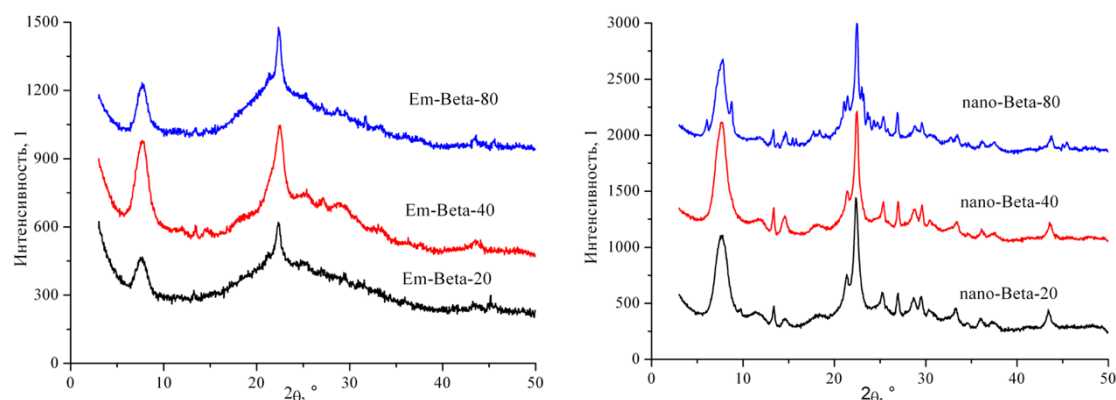 1500
1200
900
600
300
0
Интенсивность, I
Em-Beta-80
Em-Beta-40
Em-Beta-20
0 10 20 30 40 50
2θ, °
3000
2500
2000
1500
1000
500
0
Интенсивность, I
nano-Beta-80
nano-Beta-40
nano-Beta-20
0 10 20 30 40 50
2θ, °